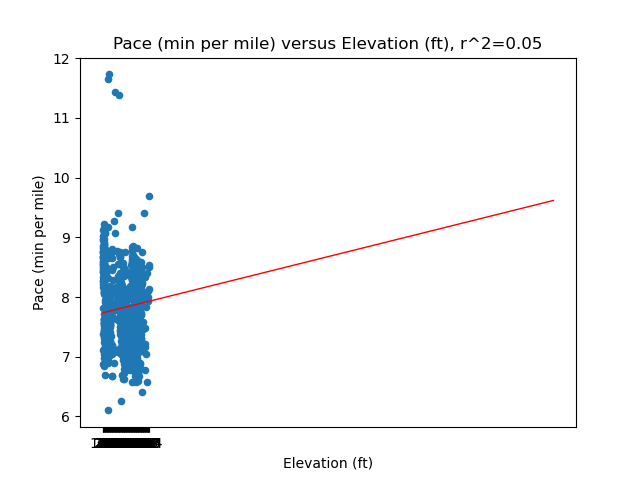 Pace (min per mile) versus Elevation (ft), r^2=0.05
12
11
10
9
8
7
6
Pace (min per mile)
Elevation (ft)